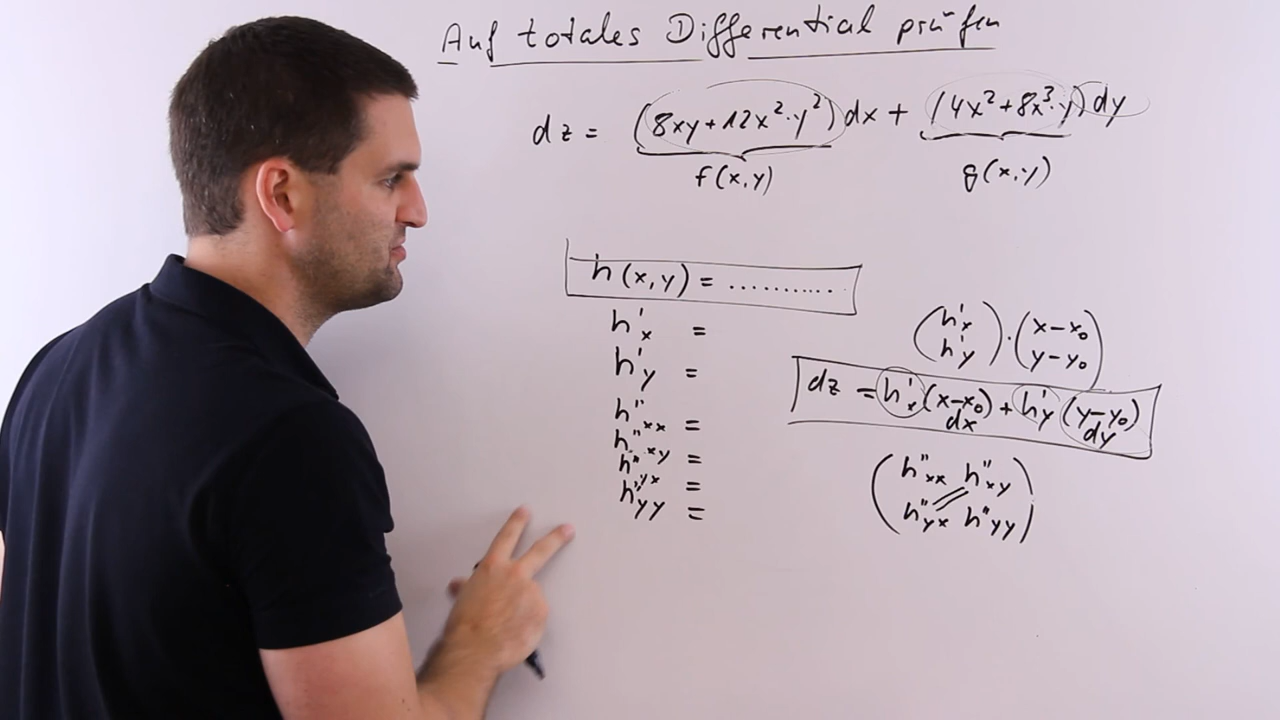 Auf totales Differential prüfen
dz = (8xy+12x²·y²)dx + (4x²+8x³·y)dy
f(x,y) g(x,y)
h(x,y) = ...........
h'x =
h'y =
h''xx =
h''xy =
h''yx =
h''yy =
(h'x h'y) · (x-x₀ y-y₀)
dz = h'x(x-x₀) + h'y(y-y₀)
dx dy
(h''xx h''xy
h''yx h''yy)